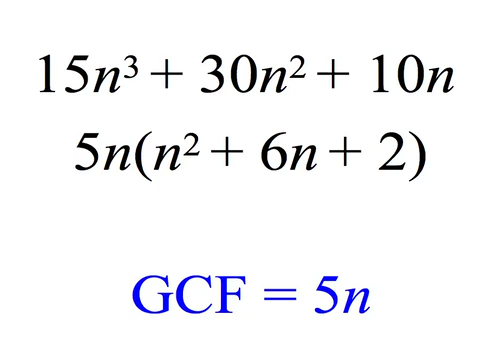 15n³ + 30n² + 10n
5n(n² + 6n + 2)
GCF = 5n